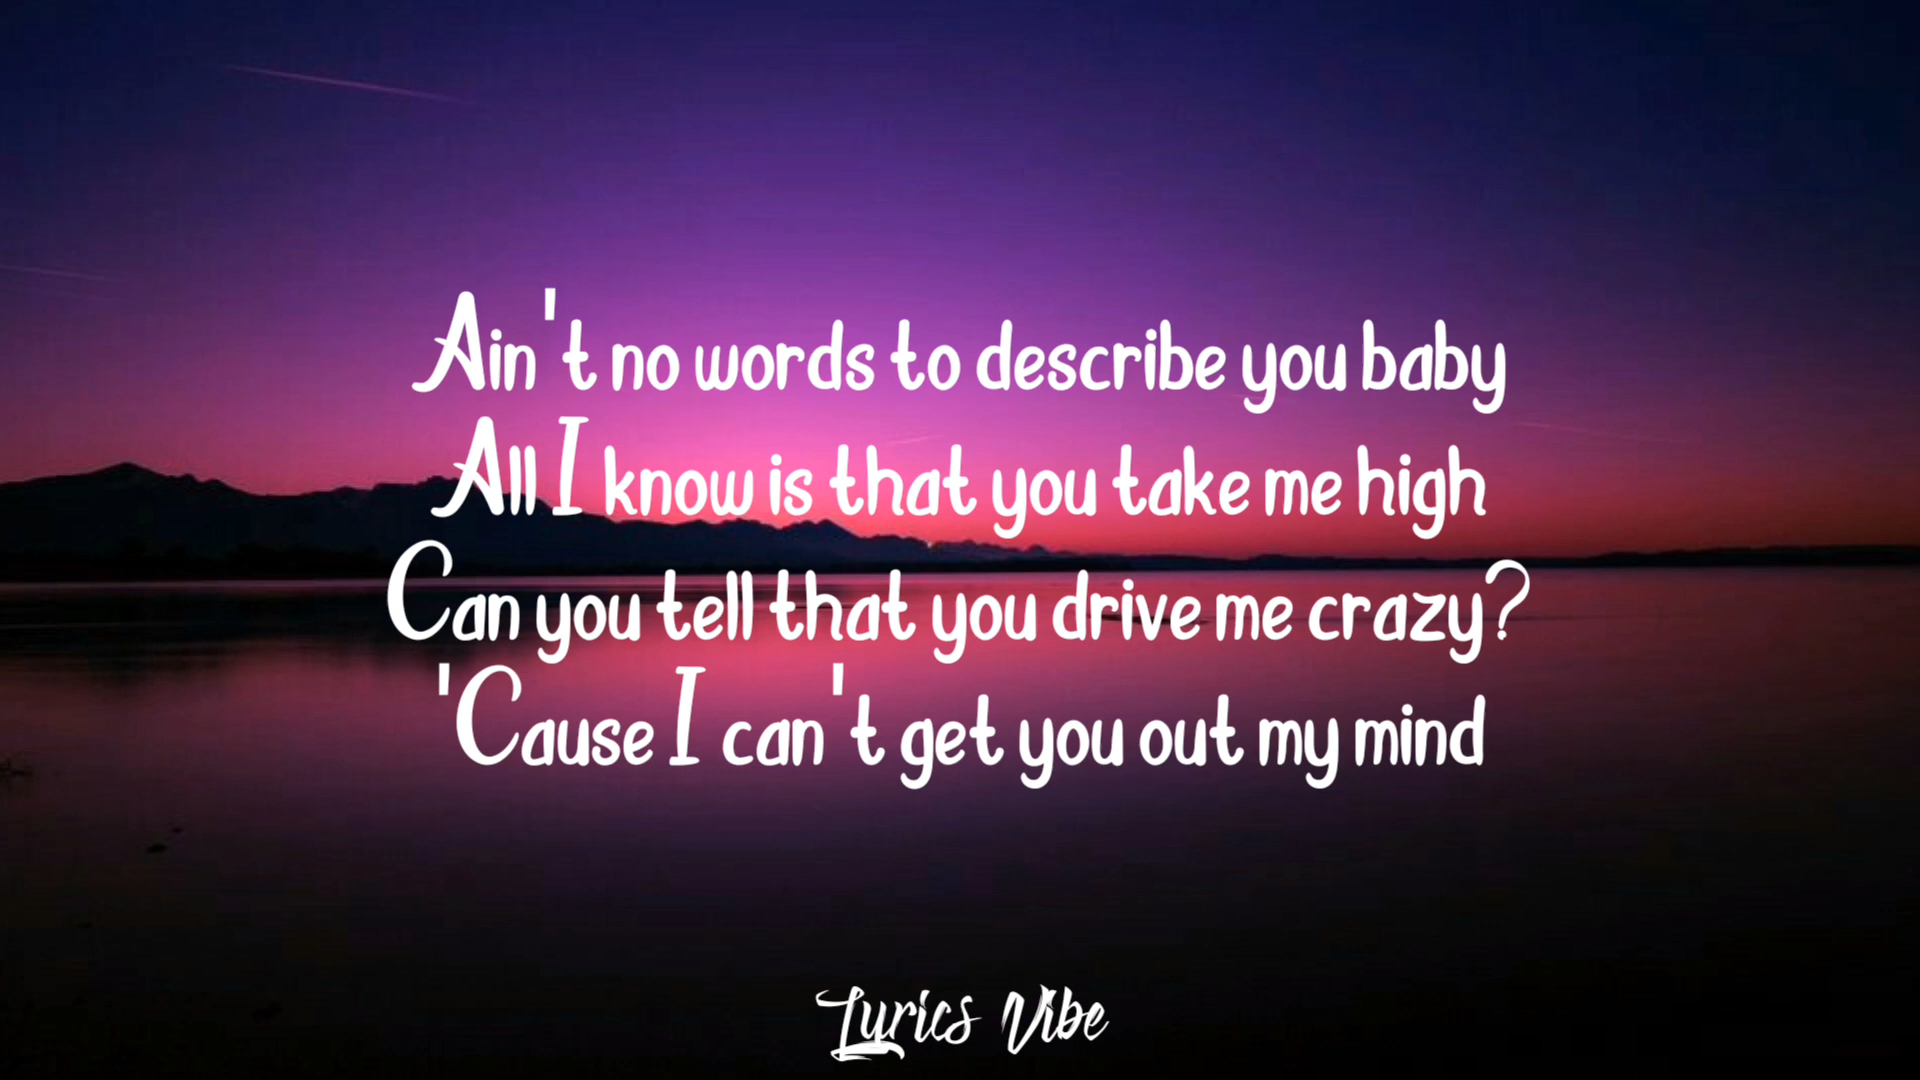 Ain't no words to describe you baby
All I know is that you take me high
Can you tell that you drive me crazy?
'Cause I can't get you out my mind
Lyrics Vibe